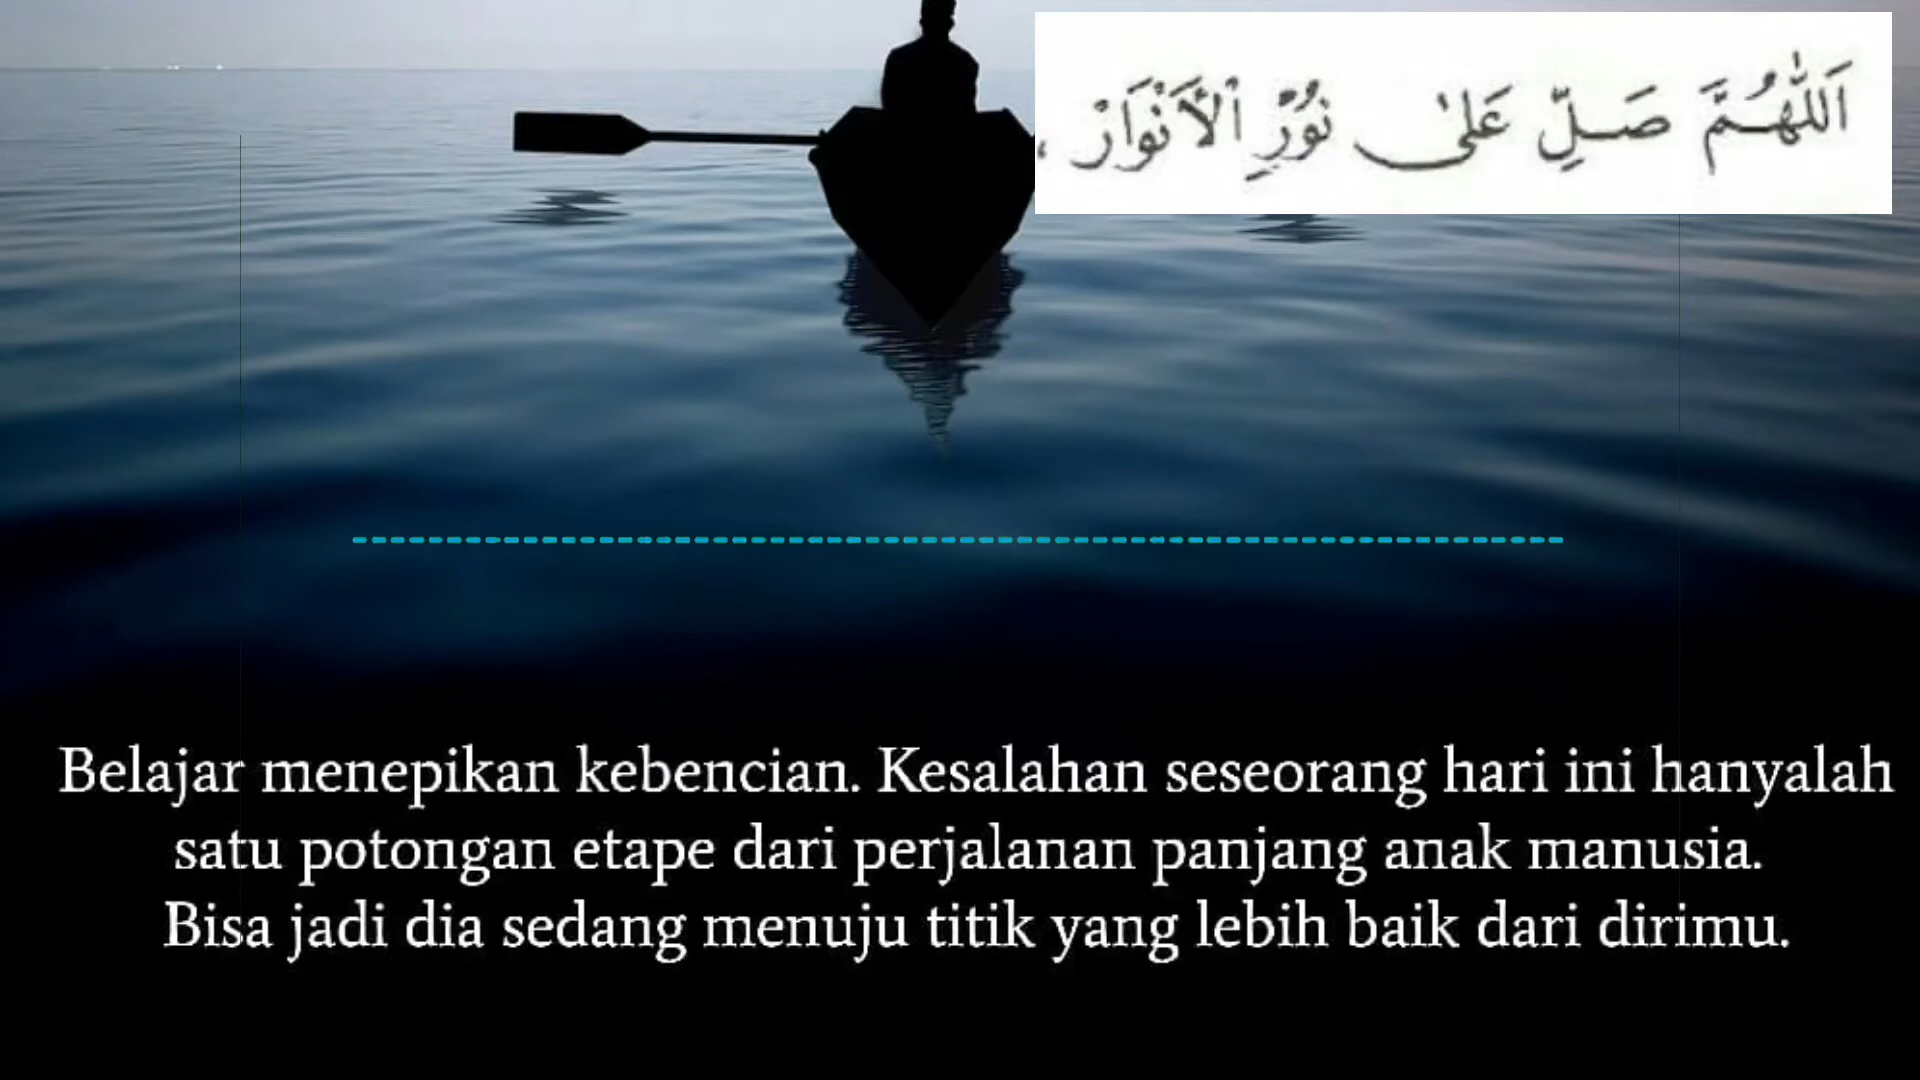 اَللّٰهُمَّ صَلِّ عَلٰى نُوْرِ الْأَنْوَارْ،
Belajar menepikan kebencian. Kesalahan seseorang hari ini hanyalah
satu potongan etape dari perjalanan panjang anak manusia.
Bisa jadi dia sedang menuju titik yang lebih baik dari dirimu.